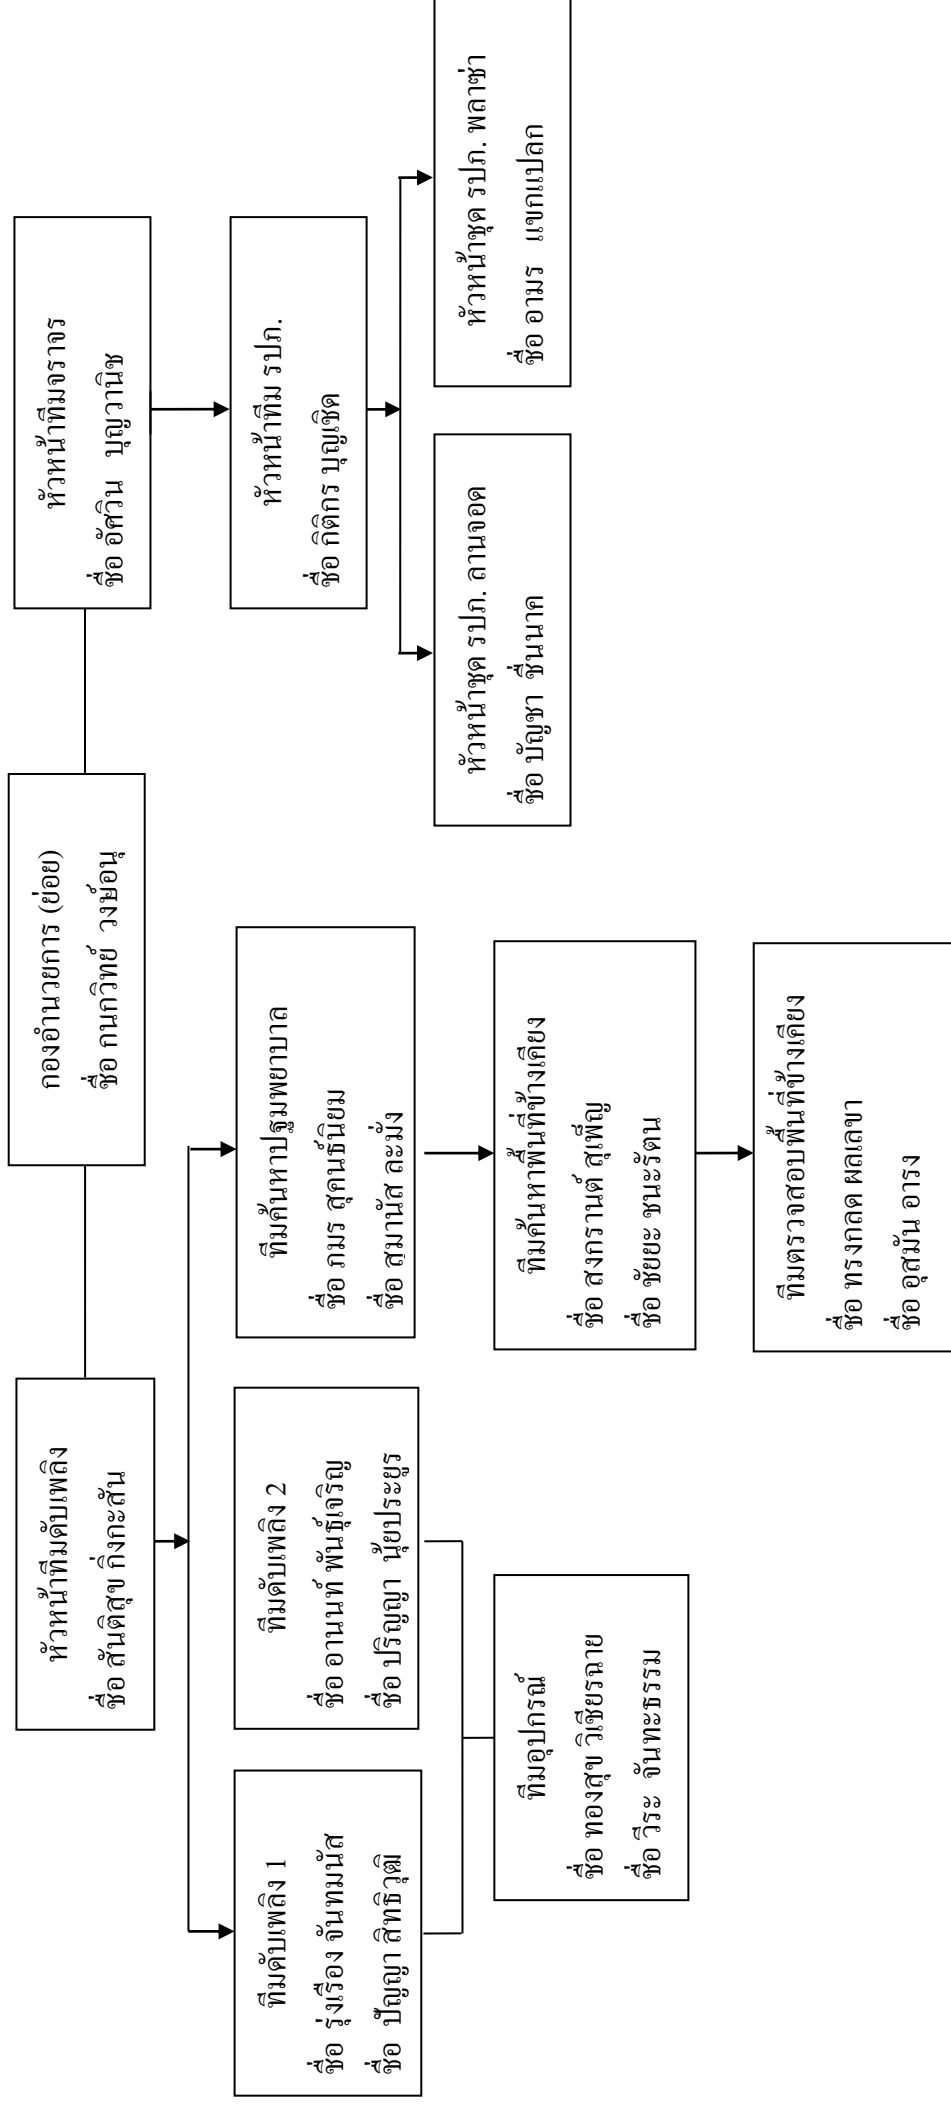 กองอำนวยการ (ย่อย)
ชื่อ กนกวิทย์ วงษ์อนุ
หัวหน้าทีมดับเพลิง
ชื่อ สันติสุข กิ่งกะสัน
หัวหน้าทีมจราจร
ชื่อ อัศวิน บุญวานิช
ทีมดับเพลิง 1
ชื่อ รุ่งเรือง จันทมนัส
ชื่อ ปัญญา สิทธิวุฒิ
ทีมดับเพลิง 2
ชื่อ อานนท์ พันธุ์เจริญ
ชื่อ ปริญญา นุ้ยประยูร
ทีมค้นหาปฐมพยาบาล
ชื่อ ภมร สุคนธ์นิยม
ชื่อ สุมานัส ละมั่ง
หัวหน้าทีม รปภ.
ชื่อ กิติกร บุญเชิด
ทีมอุปกรณ์
ชื่อ ทองสุข วิเชียรฉาย
ชื่อ วีระ จันทะธรรม
ทีมค้นหาพื้นที่ข้างเคียง
ชื่อ สงกรานต์ สุเพ็ญ
ชื่อ ชัยยะ ชนะรัตน
หัวหน้าชุด รปภ. ลานจอด
ชื่อ บัญชา ชื่นนาค
หัวหน้าชุด รปภ. พลาซ่า
ชื่อ อามร แขกแปลก
ทีมตรวจสอบพื้นที่ข้างเคียง
ชื่อ ทรงกลด ผลเลขา
ชื่อ อุสมัน อารง